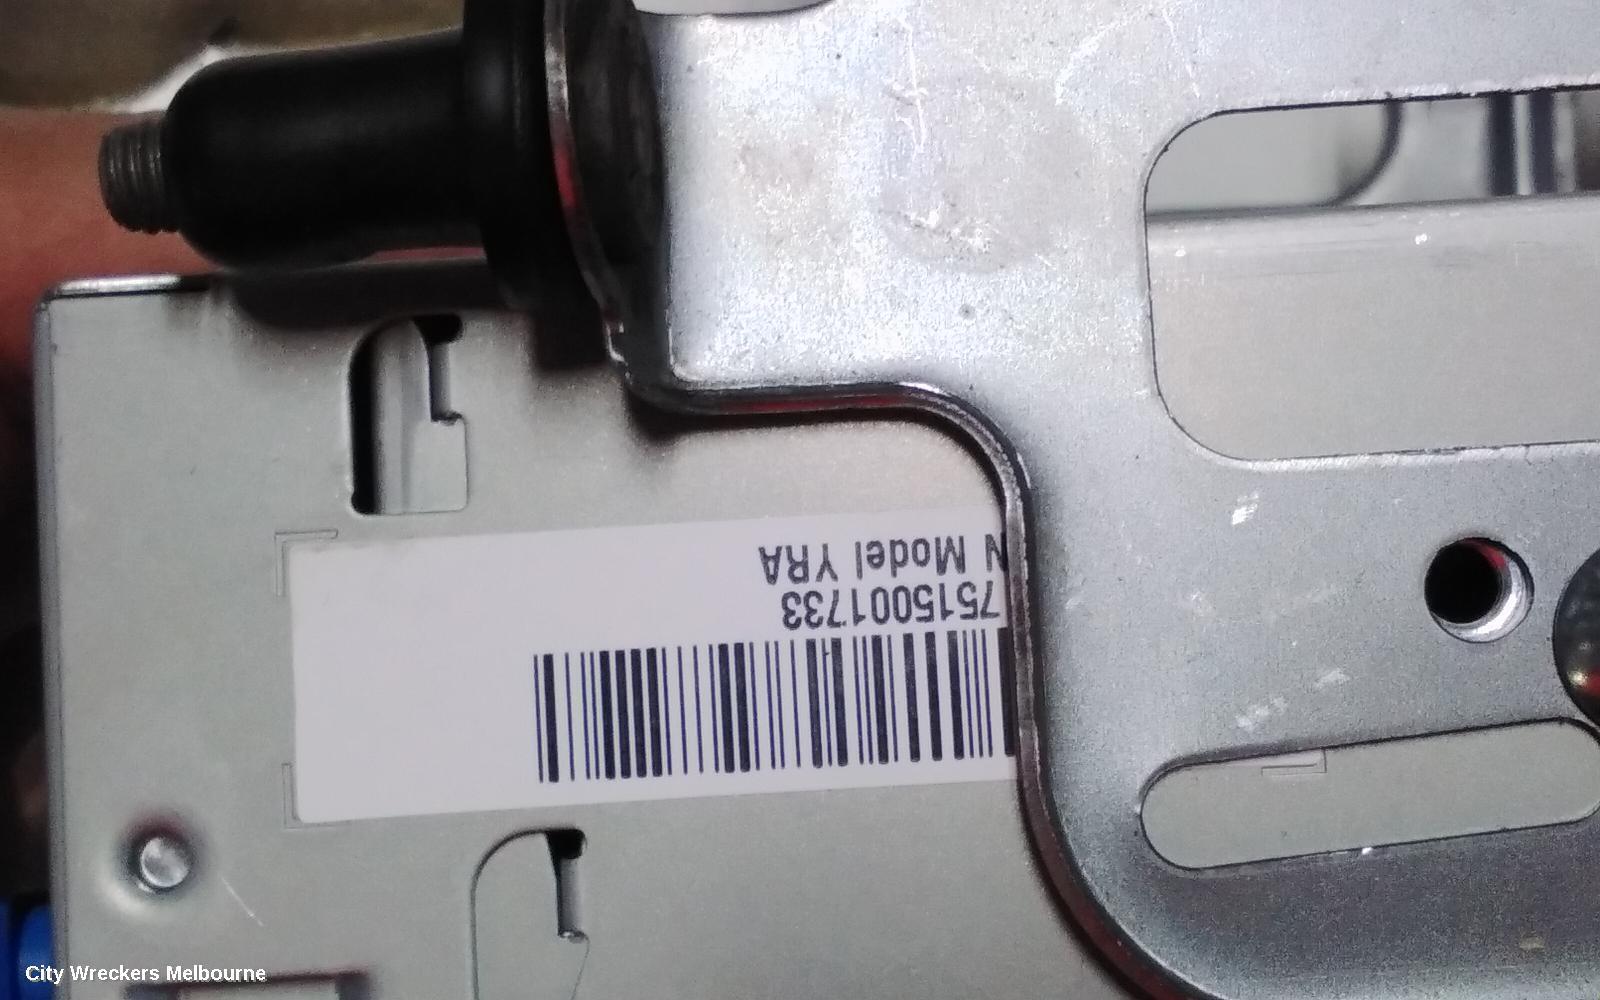 N Model YRA
7515001733
City Wreckers Melbourne